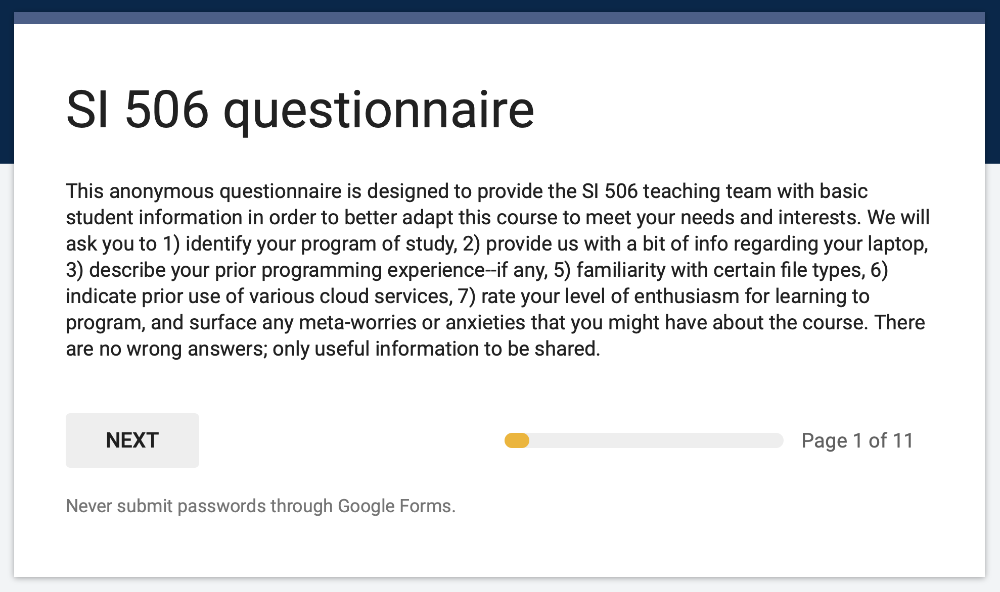 SI 506 questionnaire
This anonymous questionnaire is designed to provide the SI 506 teaching team with basic
student information in order to better adapt this course to meet your needs and interests. We will
ask you to 1) identify your program of study, 2) provide us with a bit of info regarding your laptop,
3) describe your prior programming experience--if any, 5) familiarity with certain file types, 6)
indicate prior use of various cloud services, 7) rate your level of enthusiasm for learning to
program, and surface any meta-worries or anxieties that you might have about the course. There
are no wrong answers; only useful information to be shared.
NEXT
Page 1 of 11
Never submit passwords through Google Forms.